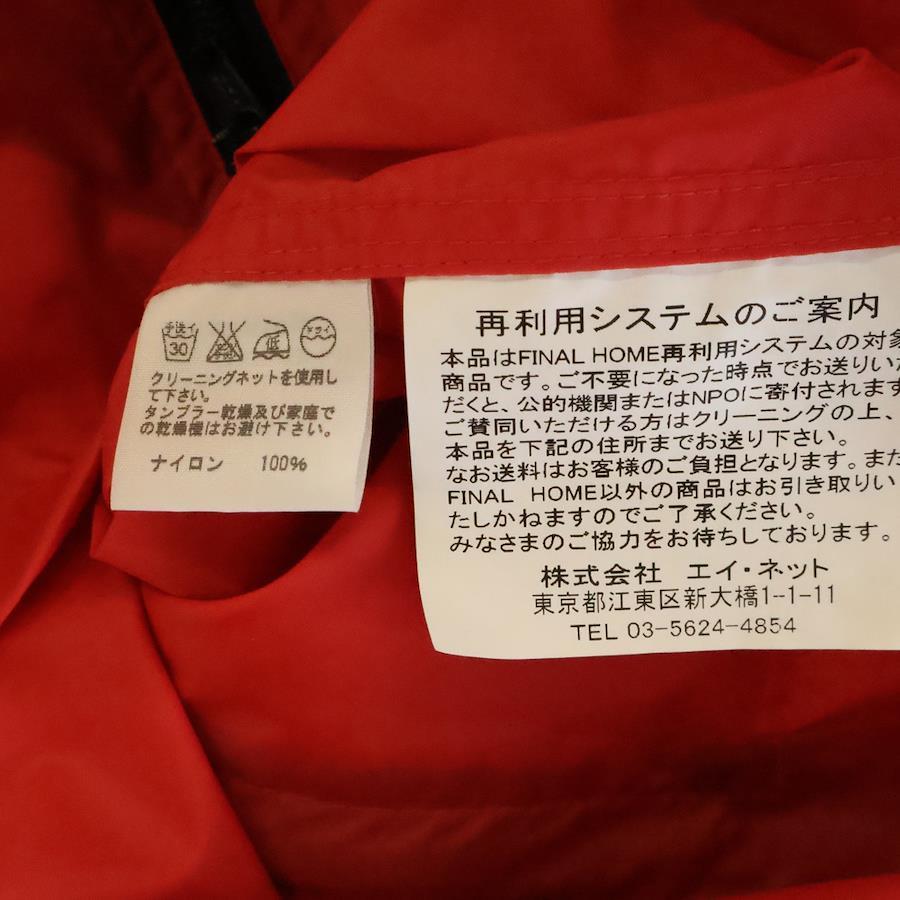 手洗イ
30
低
ドライ
クリーニングネットを使用し
て下さい。
タンブラー乾燥及び家庭で
の乾燥機はお避け下さい。
ナイロン 100%
再利用システムのご案内
本品はFINAL HOME再利用システムの対象
商品です。ご不要になった時点でお送りいた
だくと、公的機関またはNPOに寄付されます
ご賛同いただける方はクリーニングの上、
本品を下記の住所までお送り下さい。
なお送料はお客様のご負担となります。また
FINAL HOME以外の商品はお引き取りい
たしかねますのでご了承ください。
みなさまのご協力をお待ちしております。
株式会社 エイ・ネット
東京都江東区新大橋1-1-11
TEL 03-5624-4854